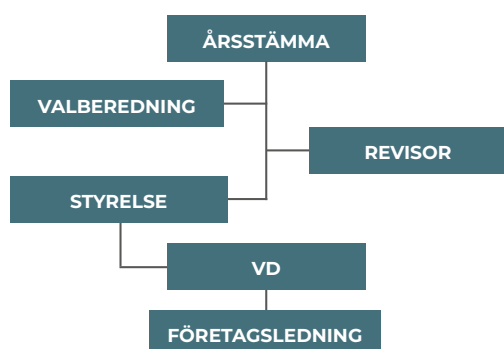 ÅRSSTÄMMA
VALBEREDNING
REVISOR
STYRELSE
VD
FÖRETAGSLEDNING